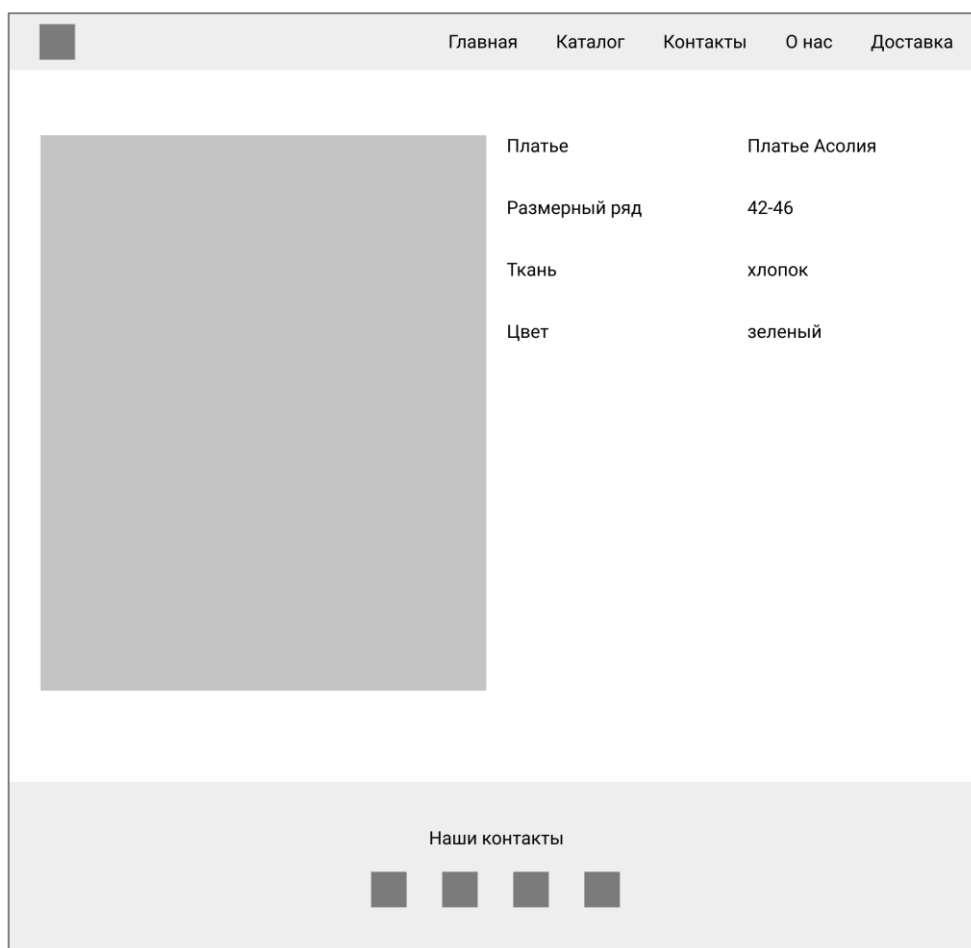 Главная Каталог Контакты О нас Доставка
Платье Платье Асолия
Размерный ряд 42-46
Ткань хлопок
Цвет зеленый
Наши контакты